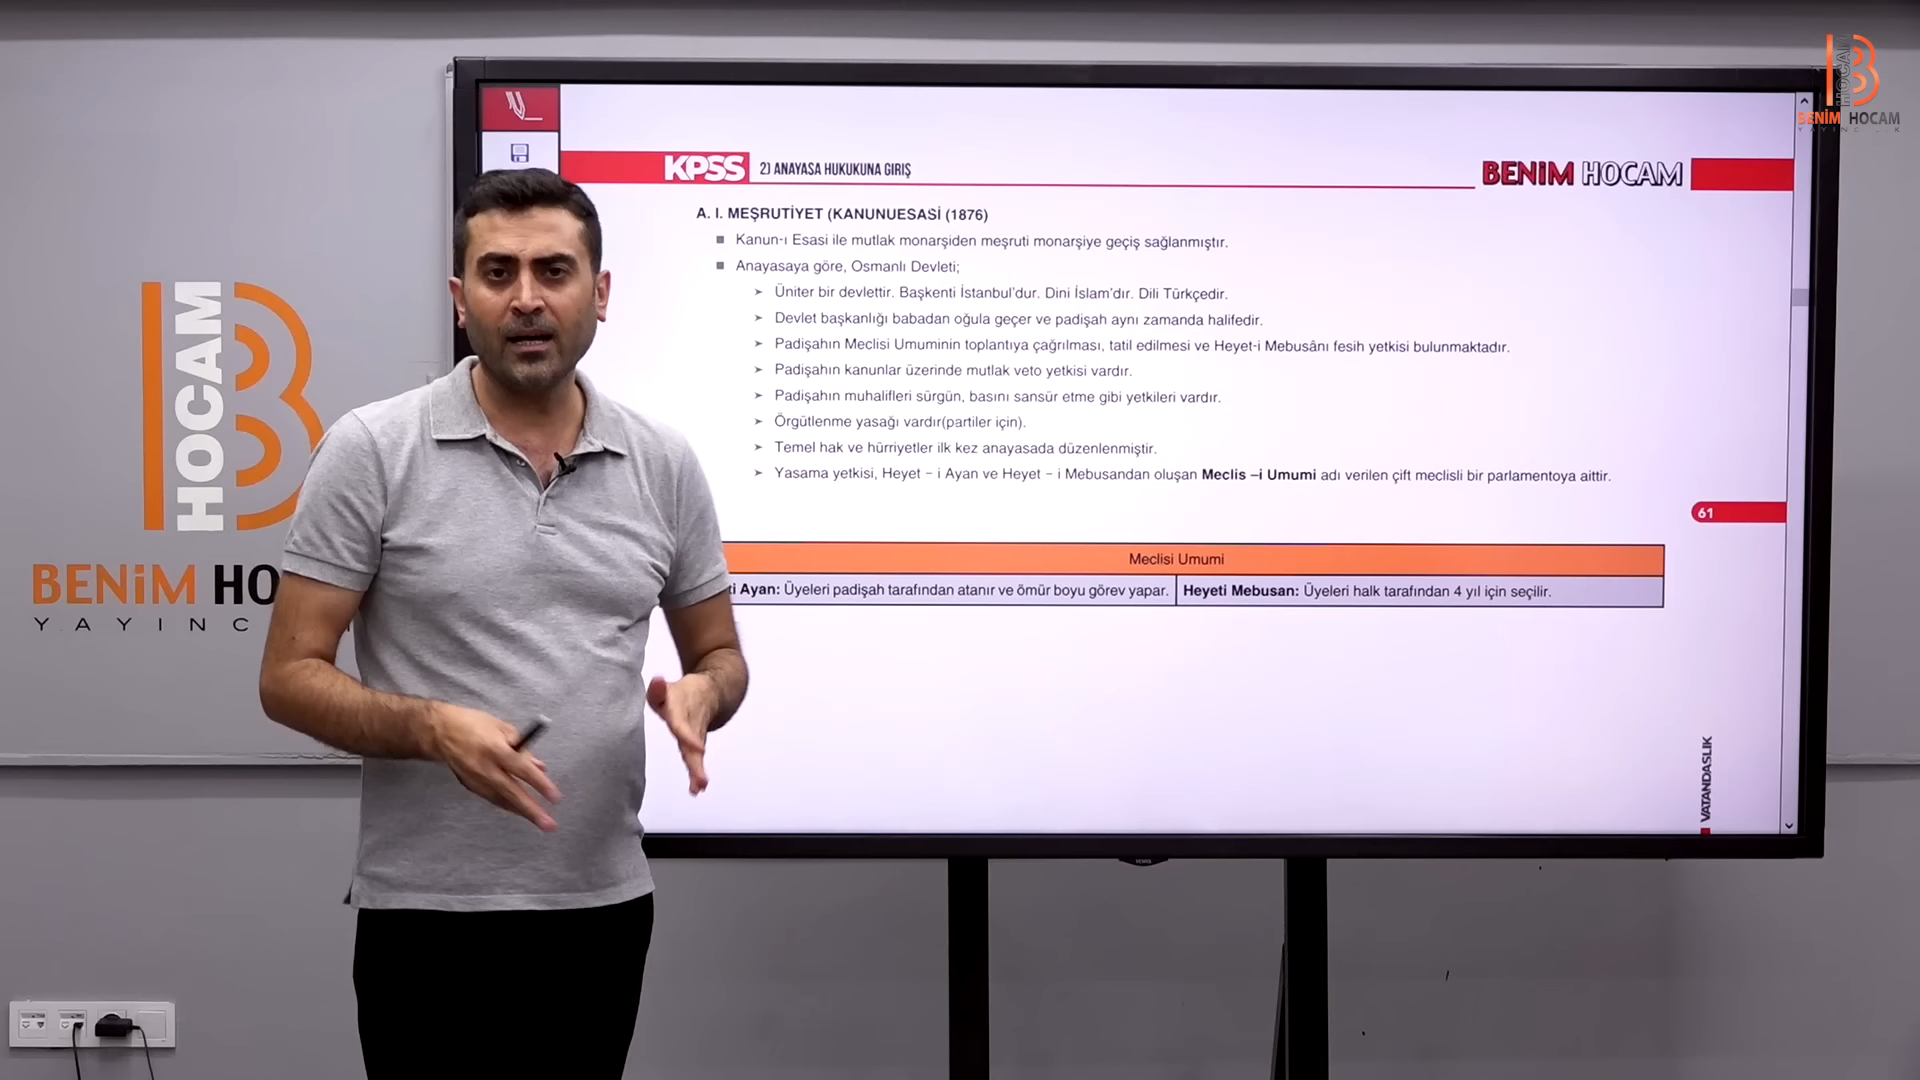 HOCAM
BENİM HOCAM
YAYINCILIK
KPSS
2) ANAYASA HUKUKUNA GİRİŞ
BENİM HOCAM
A. I. MEŞRUTİYET (KANUNUESASİ (1876)
■ Kanun-ı Esasi ile mutlak monarşiden meşruti monarşiye geçiş sağlanmıştır.
■ Anayasaya göre, Osmanlı Devleti;
➤ Üniter bir devlettir. Başkenti İstanbul'dur. Dini İslam'dır. Dili Türkçedir.
➤ Devlet başkanlığı babadan oğula geçer ve padişah aynı zamanda halifedir.
➤ Padişahın Meclisi Umuminin toplantıya çağrılması, tatil edilmesi ve Heyet-i Mebusânı fesih yetkisi bulunmaktadır.
➤ Padişahın kanunlar üzerinde mutlak veto yetkisi vardır.
➤ Padişahın muhalifleri sürgün, basını sansür etme gibi yetkileri vardır.
➤ Örgütlenme yasağı vardır(partiler için).
➤ Temel hak ve hürriyetler ilk kez anayasada düzenlenmiştir.
➤ Yasama yetkisi, Heyet – i Ayan ve Heyet – i Mebusandan oluşan Meclis –i Umumi adı verilen çift meclisli bir parlamentoya aittir.
61
Meclisi Umumi
ti Ayan: Üyeleri padişah tarafından atanır ve ömür boyu görev yapar.
Heyeti Mebusan: Üyeleri halk tarafından 4 yıl için seçilir.
VATANDAŞLIK
HOCAM
BENİM HO
YAYINC